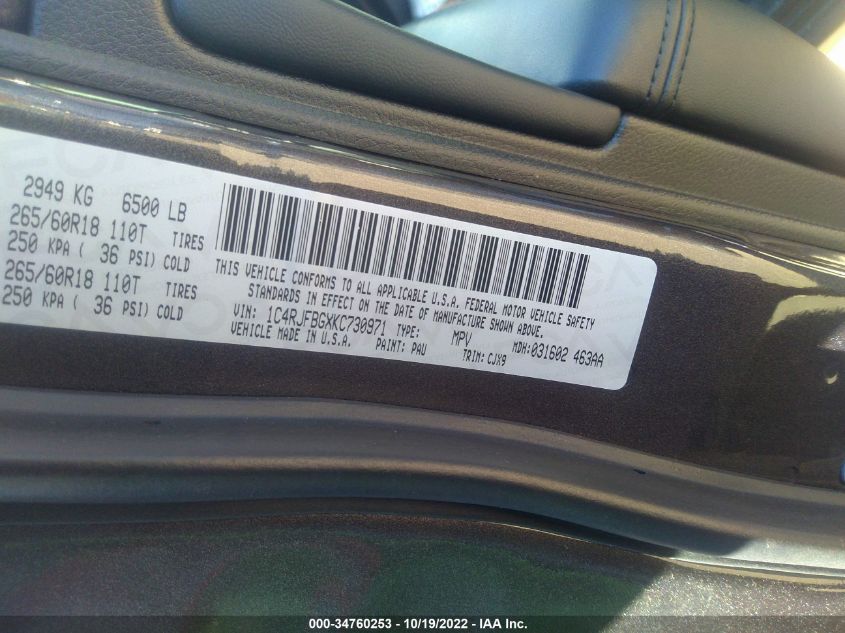 2949 KG 6500 LB
265/60R18 110T TIRES
250 KPA ( 36 PSI) COLD
265/60R18 110T TIRES
250 KPA ( 36 PSI) COLD
THIS VEHICLE CONFORMS TO ALL APPLICABLE U.S.A. FEDERAL MOTOR VEHICLE SAFETY
STANDARDS IN EFFECT ON THE DATE OF MANUFACTURE SHOWN ABOVE.
VIN: 1C4RJFBGXKC730971 TYPE: MPV MDH:031602 463AA
VEHICLE MADE IN U.S.A. PAINT: PAU TRIM: CJX9
000-34760253 - 10/19/2022 - IAA Inc.